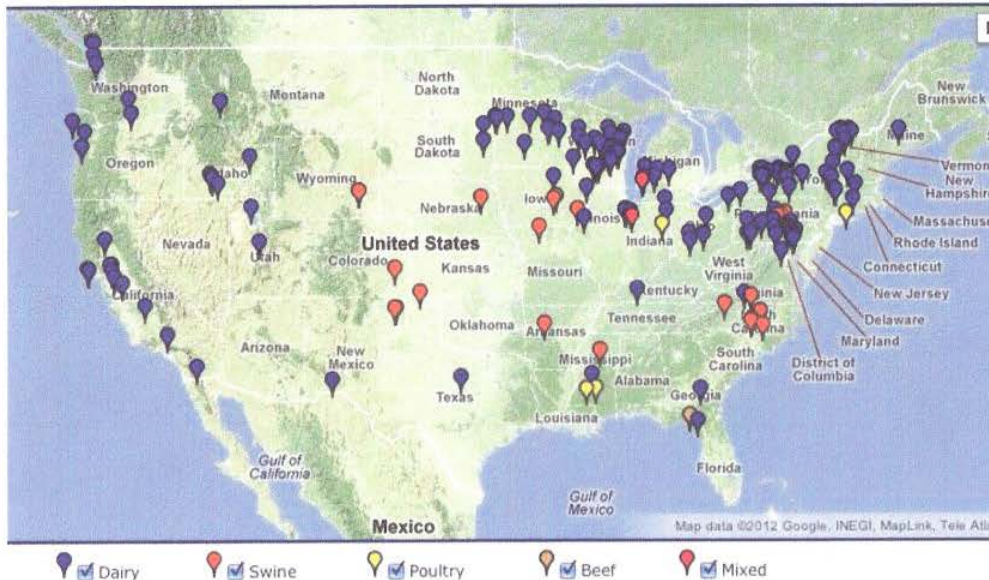 North Dakota
Minnesota
New Brunswick
Washington
Montana
Maine
Oregon
South Dakota
Michigan
Vermont
New Hampshire
Idaho
Wyoming
Iowa
Massachuse
Nebraska
Illinois
Indiana
Rhode Island
Nevada
United States
Utah
Colorado
Kansas
Missouri
West Virginia
Connecticut
California
Kentucky
Virginia
New Jersey
Oklahoma
Arkansas
Tennessee
Delaware
Maryland
Arizona
New Mexico
Mississippi
South Carolina
District of Columbia
Texas
Alabama
Georgia
Louisiana
Gulf of California
Florida
Gulf of Mexico
Mexico
Map data ©2012 Google, INEGI, MapLink, Tele Atl
Dairy Swine Poultry Beef Mixed